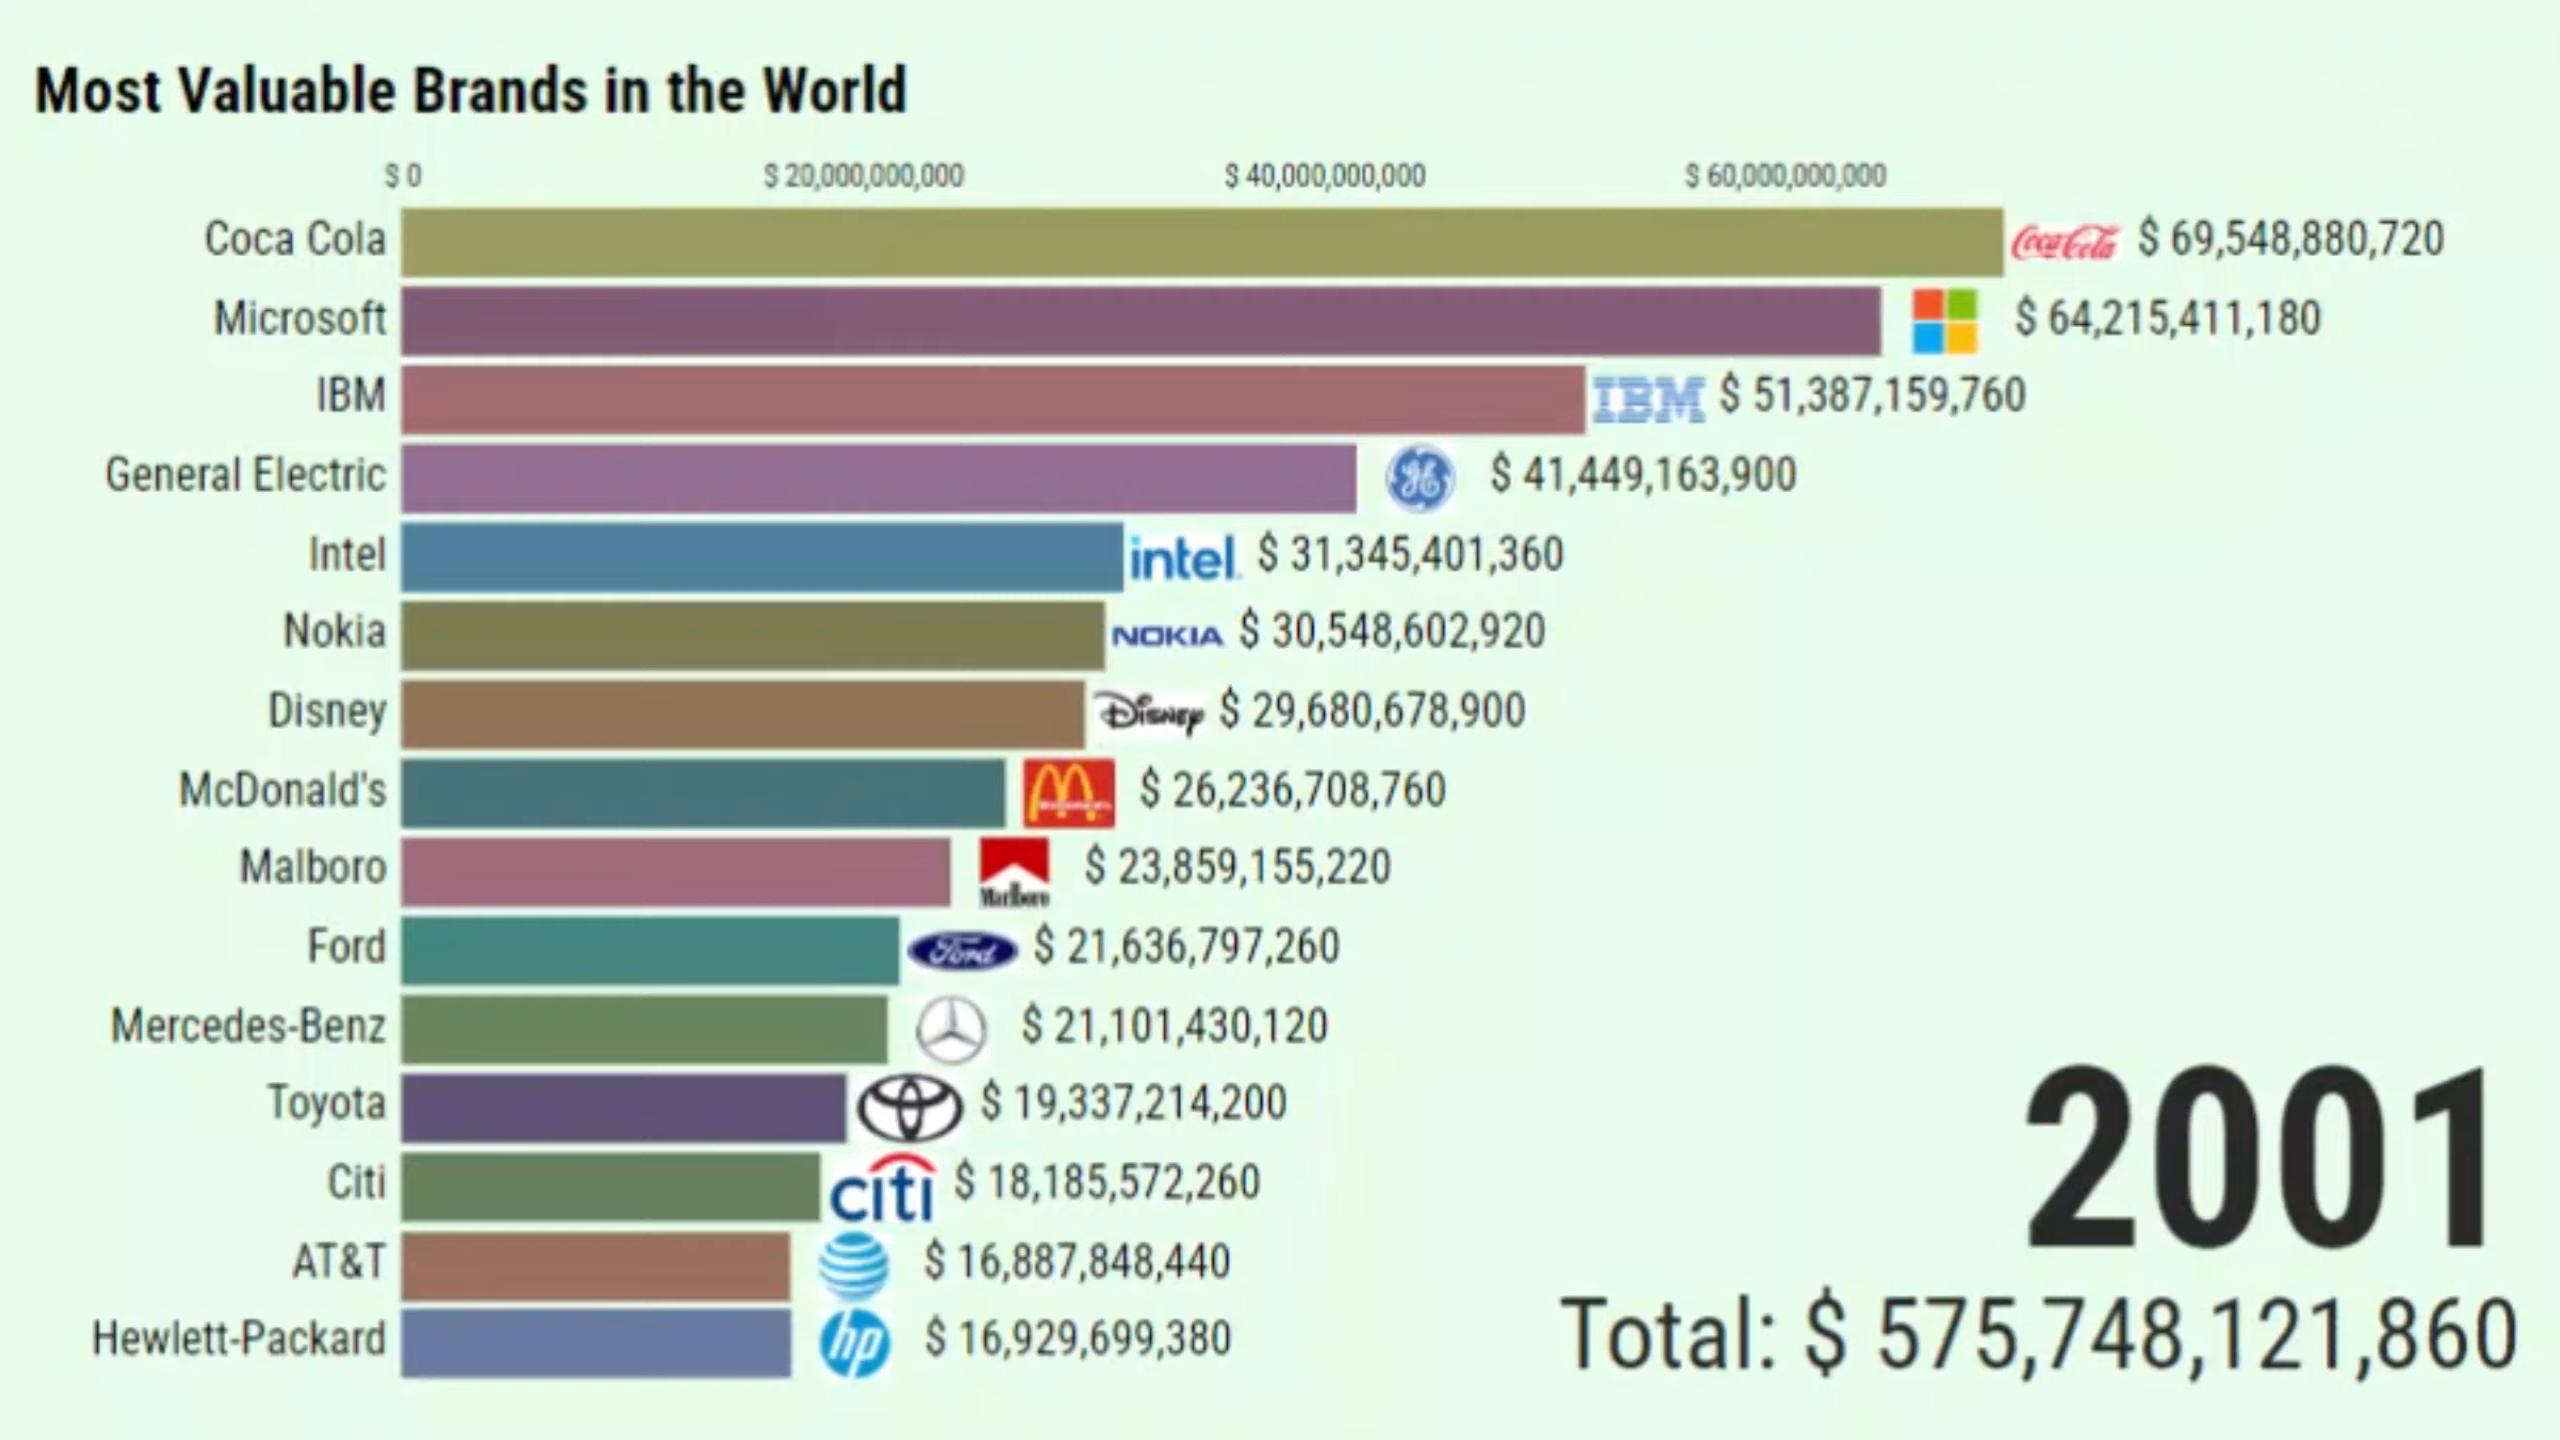 Most Valuable Brands in the World
$ 0 $ 20,000,000,000 $ 40,000,000,000 $ 60,000,000,000
Coca Cola Coca-Cola $ 69,548,880,720
Microsoft $ 64,215,411,180
IBM IBM $ 51,387,159,760
General Electric GE $ 41,449,163,900
Intel intel. $ 31,345,401,360
Nokia NOKIA $ 30,548,602,920
Disney Disney $ 29,680,678,900
McDonald's $ 26,236,708,760
Malboro Marlboro $ 23,859,155,220
Ford Ford $ 21,636,797,260
Mercedes-Benz $ 21,101,430,120
Toyota $ 19,337,214,200
Citi citi $ 18,185,572,260
AT&T $ 16,887,848,440
Hewlett-Packard hp $ 16,929,699,380
2001
Total: $ 575,748,121,860